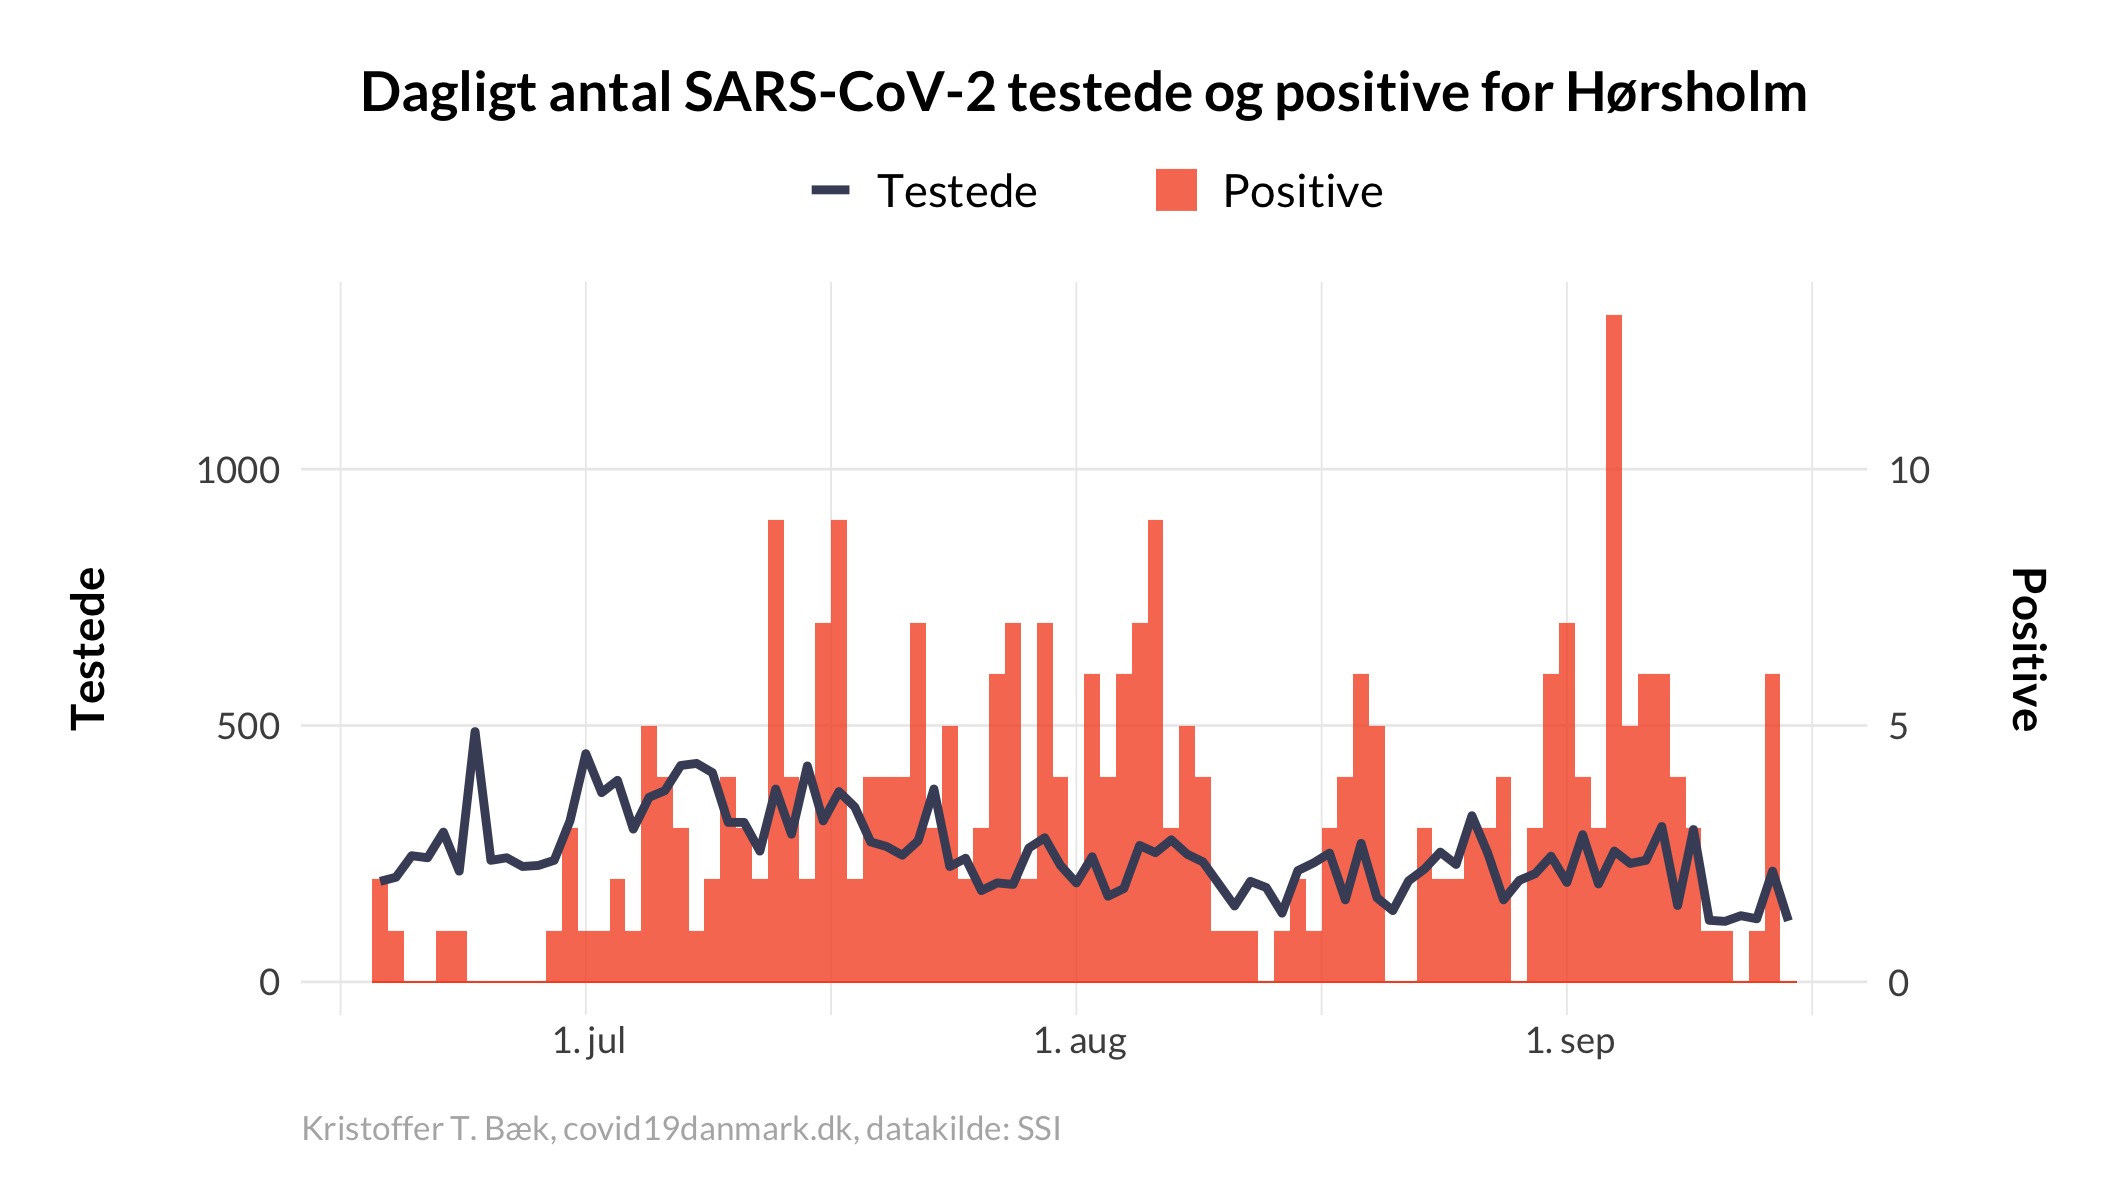 Dagligt antal SARS-CoV-2 testede og positive for Hørsholm
Testede
Positive
1000
500
0
Testede
10
5
0
Positive
1. jul
1. aug
1. sep
Kristoffer T. Bæk, covid19danmark.dk, datakilde: SSI